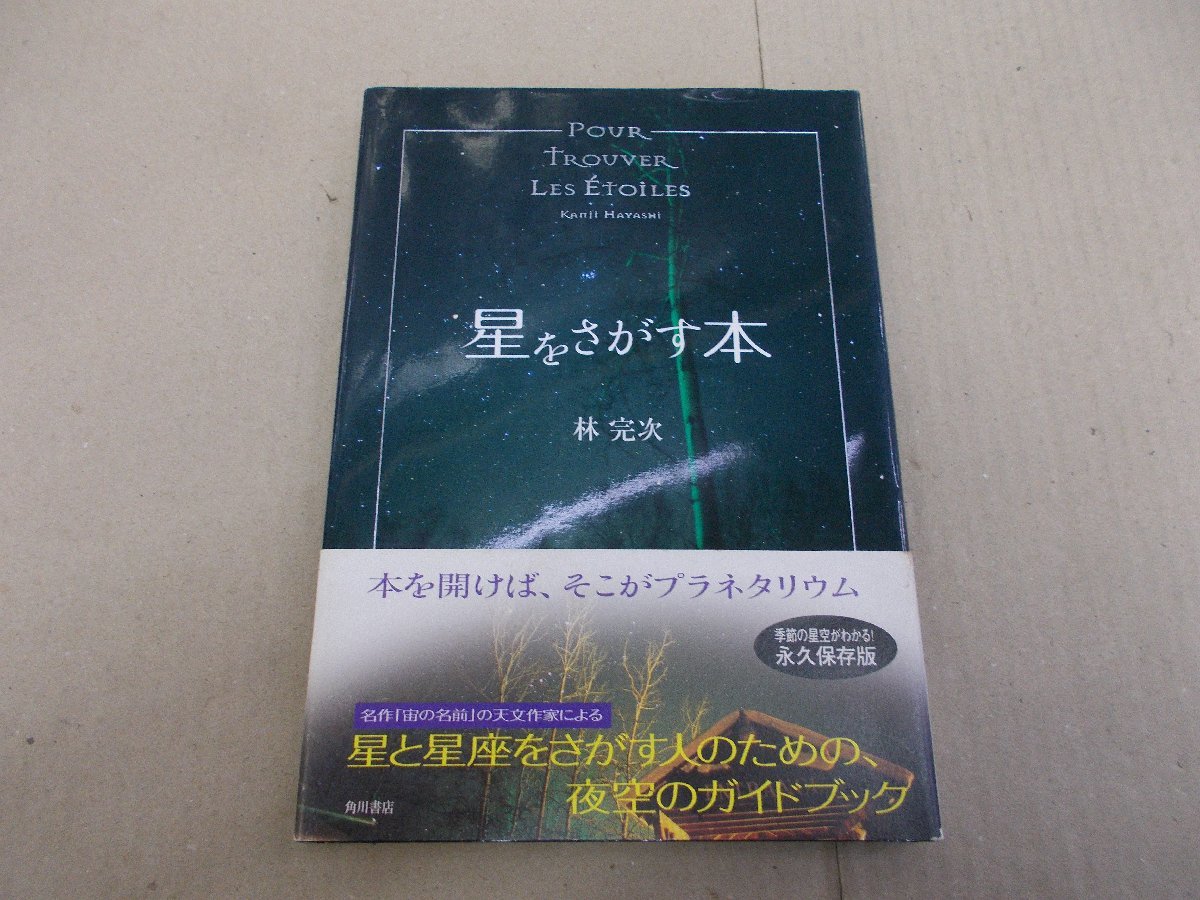 POUR
TROUVER
LES ÉTOILES
Kanji Hayashi
星をさがす本
林 完次
本を開けば、そこがプラネタリウム
季節の星空がわかる!
永久保存版
名作「宙の名前」の天文作家による
星と星座をさがす人のための、
夜空のガイドブック
角川書店